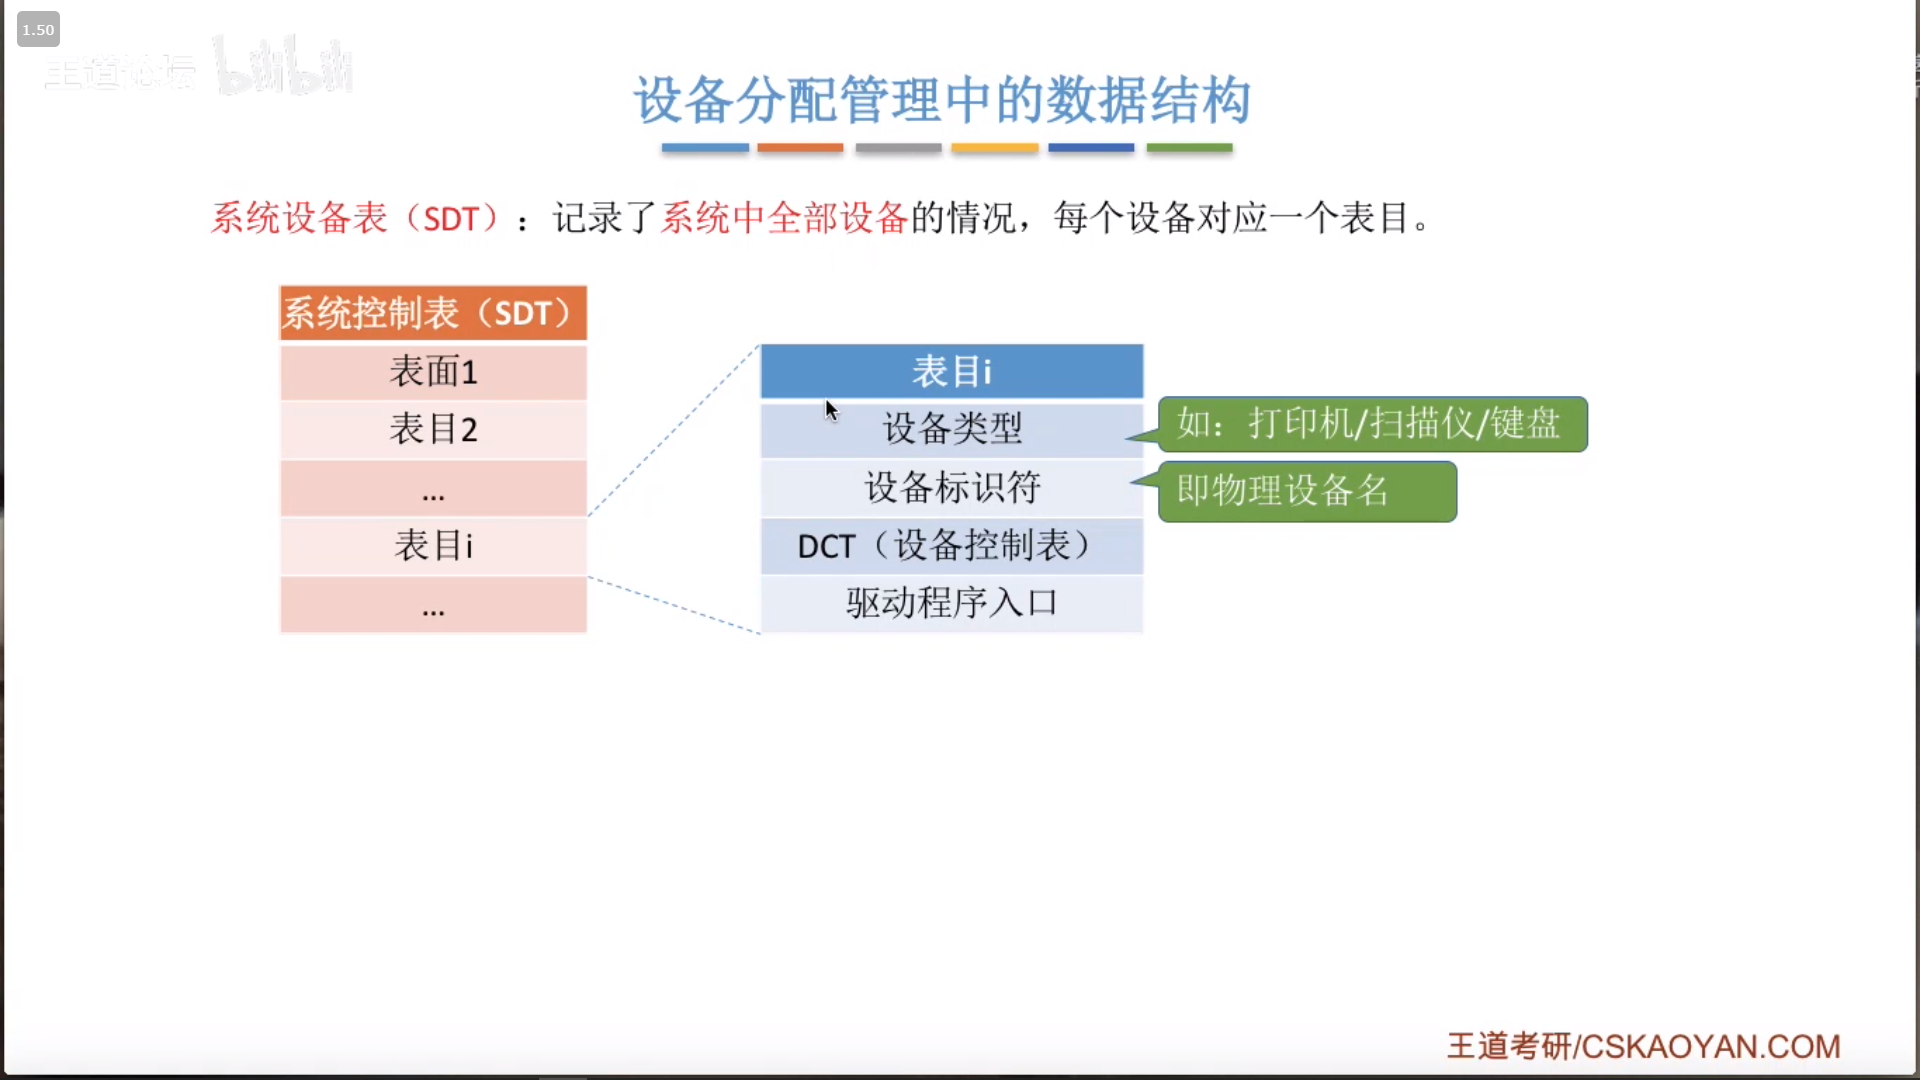 1.50
王道论坛 bilibili
设备分配管理中的数据结构
系统设备表（SDT）：记录了系统中全部设备的情况，每个设备对应一个表目。
系统控制表（SDT）
表面1
表目2
...
表目i
...
表目i
设备类型
设备标识符
DCT（设备控制表）
驱动程序入口
如：打印机/扫描仪/键盘
即物理设备名
王道考研/CSKAOYAN.COM